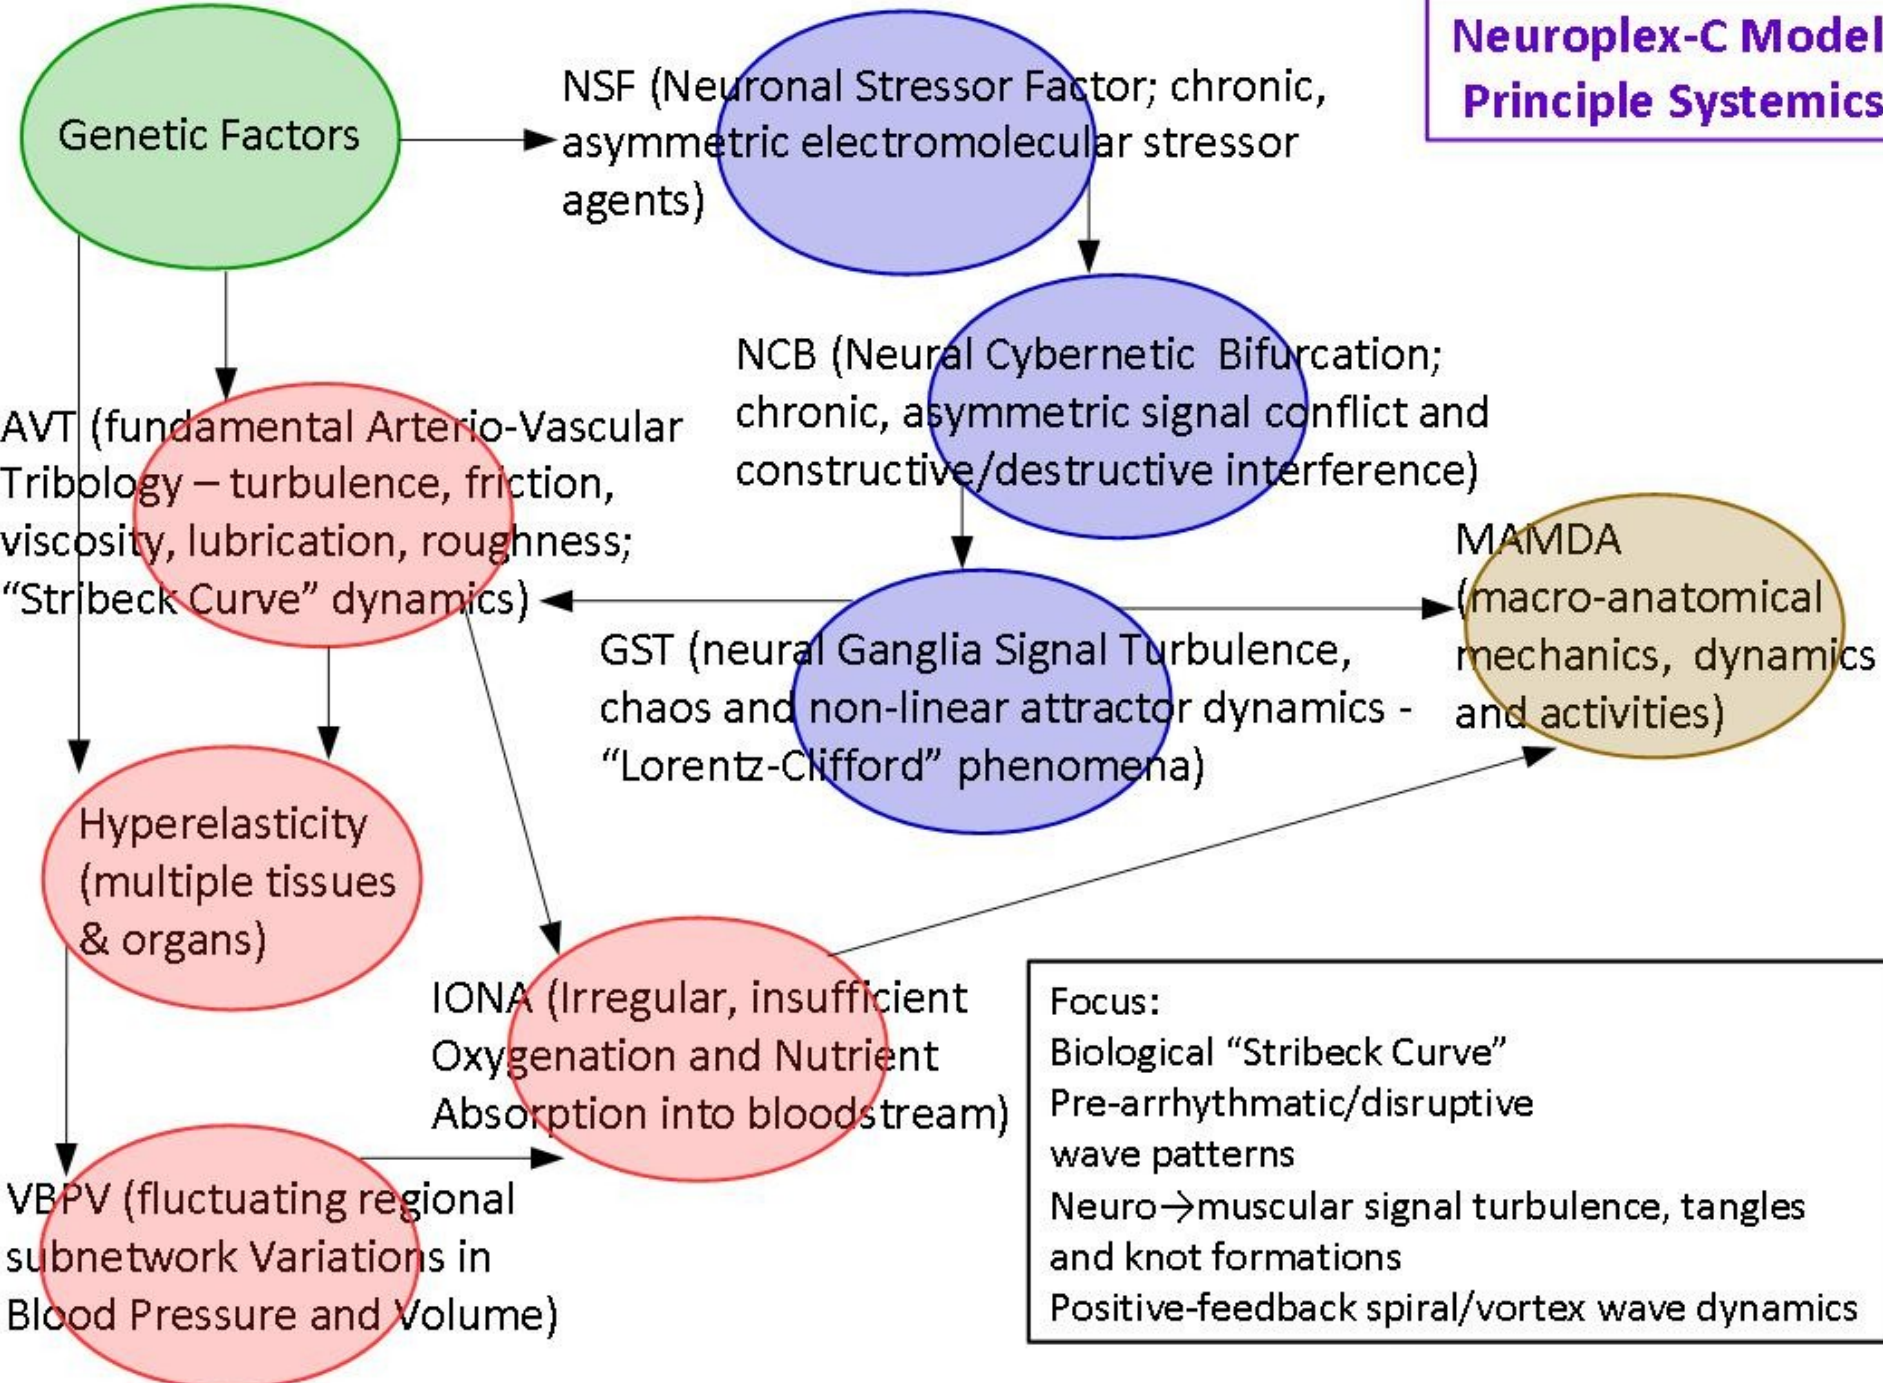 Neuroplex-C Model
Principle Systemics
Genetic Factors
NSF (Neuronal Stressor Factor; chronic,
asymmetric electromolecular stressor
agents)
NCB (Neural Cybernetic Bifurcation;
chronic, asymmetric signal conflict and
constructive/destructive interference)
AVT (fundamental Arterio-Vascular
Tribology – turbulence, friction,
viscosity, lubrication, roughness;
“Stribeck Curve” dynamics)
MAMDA
(macro-anatomical
mechanics, dynamics
and activities)
GST (neural Ganglia Signal Turbulence,
chaos and non-linear attractor dynamics -
“Lorentz-Clifford” phenomena)
Hyperelasticity
(multiple tissues
& organs)
IONA (Irregular, insufficient
Oxygenation and Nutrient
Absorption into bloodstream)
VBPV (fluctuating regional
subnetwork Variations in
Blood Pressure and Volume)
Focus:
Biological “Stribeck Curve”
Pre-arrhythmatic/disruptive
wave patterns
Neuro→muscular signal turbulence, tangles
and knot formations
Positive-feedback spiral/vortex wave dynamics